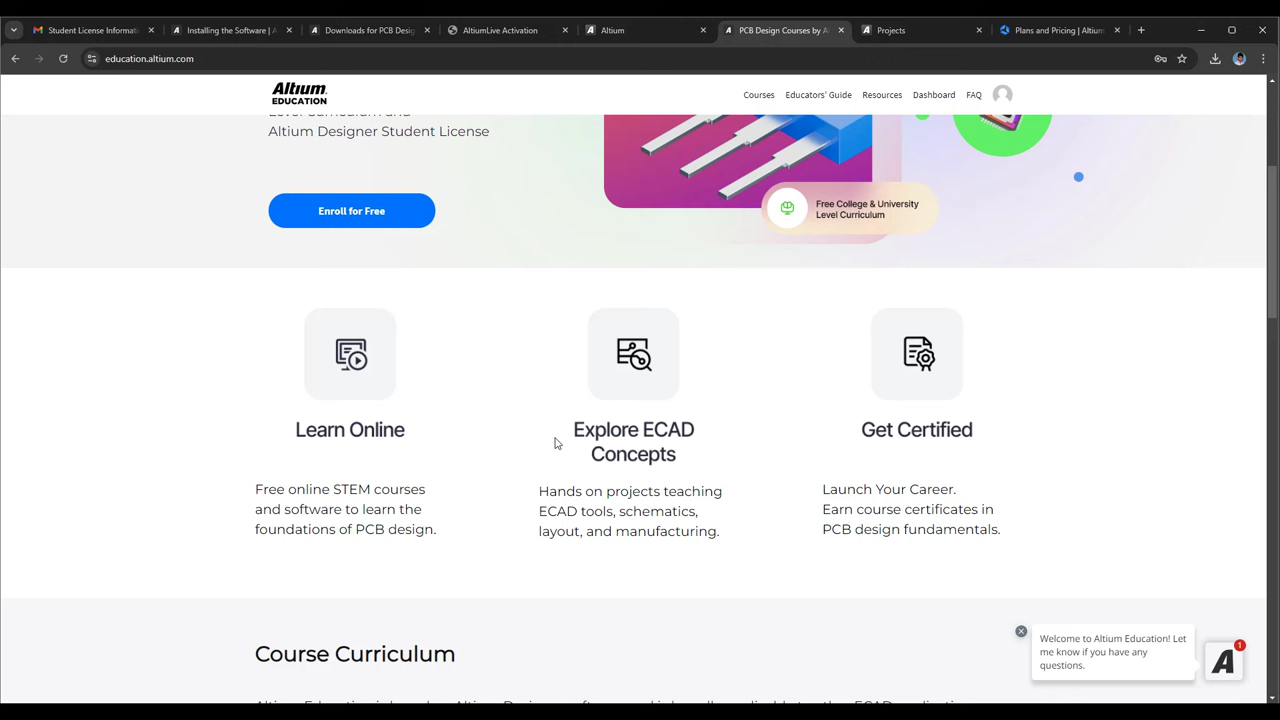 Student License Informati
Installing the Software | A
Downloads for PCB Desig
AltiumLive Activation
Altium
PCB Design Courses by A
Projects
Plans and Pricing | Altium
education.altium.com
Altium
EDUCATION
Courses
Educators' Guide
Resources
Dashboard
FAQ
Altium Designer Student License
Enroll for Free
Free College & University
Level Curriculum
Learn Online
Free online STEM courses
and software to learn the
foundations of PCB design.
Explore ECAD
Concepts
Hands on projects teaching
ECAD tools, schematics,
layout, and manufacturing.
Get Certified
Launch Your Career.
Earn course certificates in
PCB design fundamentals.
Course Curriculum
Welcome to Altium Education! Let
me know if you have any
questions.
1